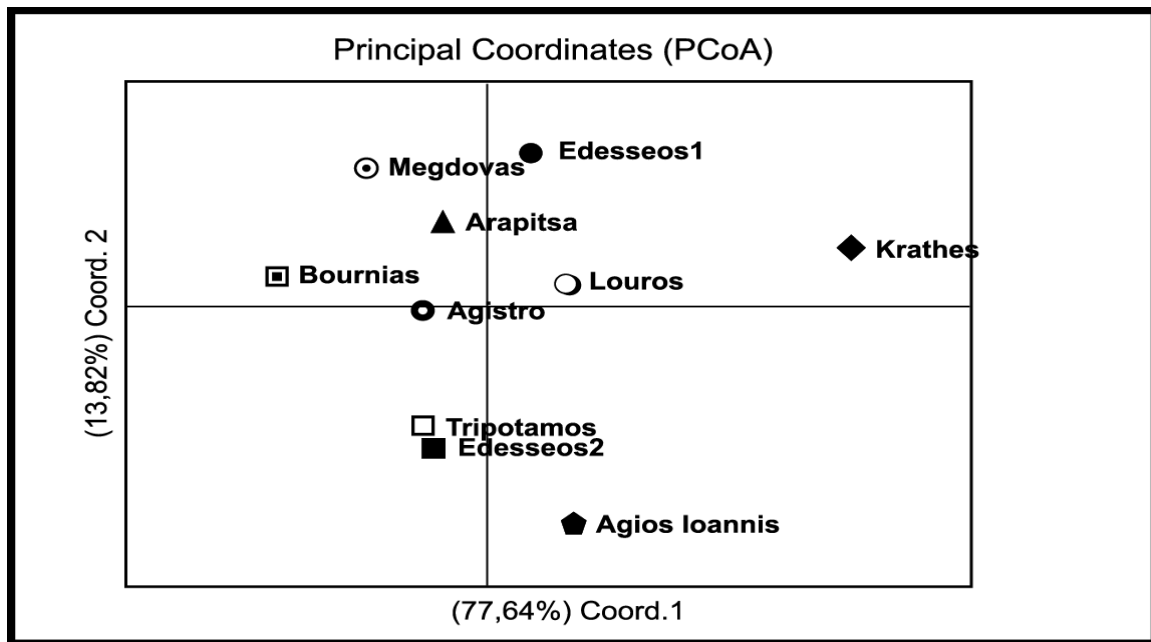 Principal Coordinates (PCoA)
Edesseos1
Megdovas
Arapitsa
Krathes
Bournias
Louros
Agistro
Tripotamos
Edesseos2
Agios Ioannis
(13,82%) Coord. 2
(77,64%) Coord.1